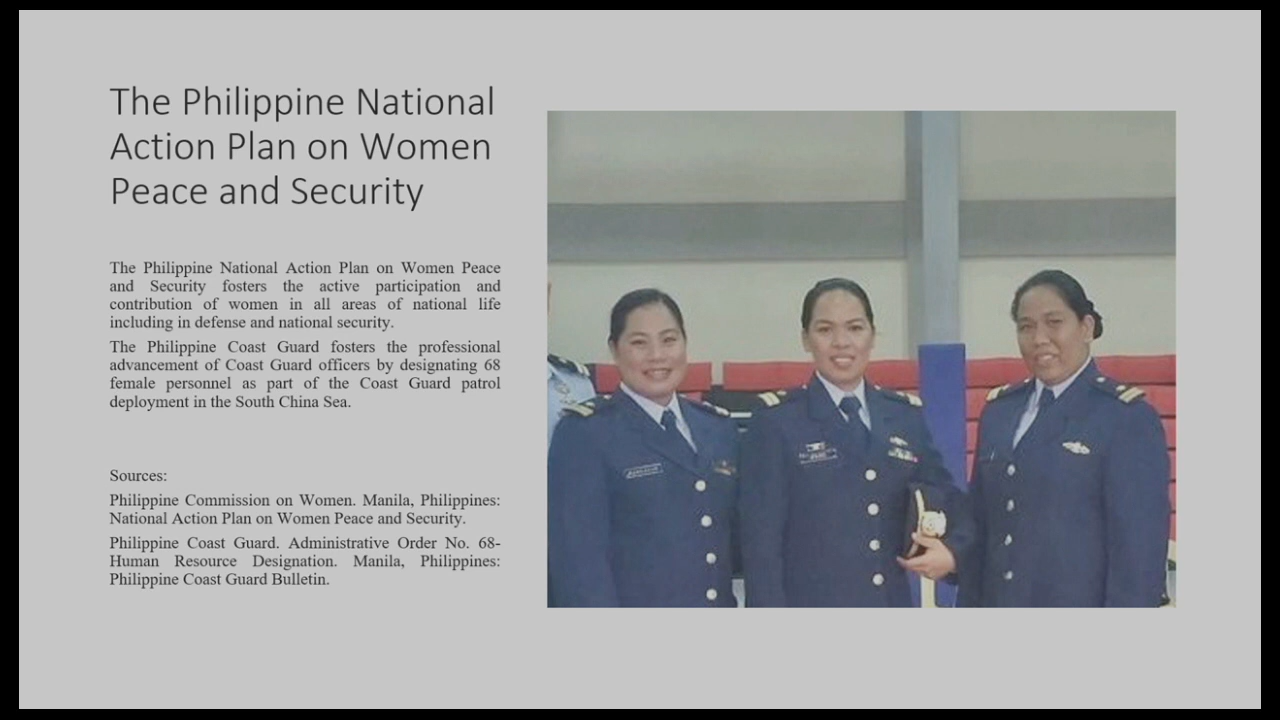 The Philippine National
Action Plan on Women
Peace and Security
The Philippine National Action Plan on Women Peace
and Security fosters the active participation and
contribution of women in all areas of national life
including in defense and national security.
The Philippine Coast Guard fosters the professional
advancement of Coast Guard officers by designating 68
female personnel as part of the Coast Guard patrol
deployment in the South China Sea.
Sources:
Philippine Commission on Women. Manila, Philippines:
National Action Plan on Women Peace and Security.
Philippine Coast Guard. Administrative Order No. 68-
Human Resource Designation. Manila, Philippines:
Philippine Coast Guard Bulletin.